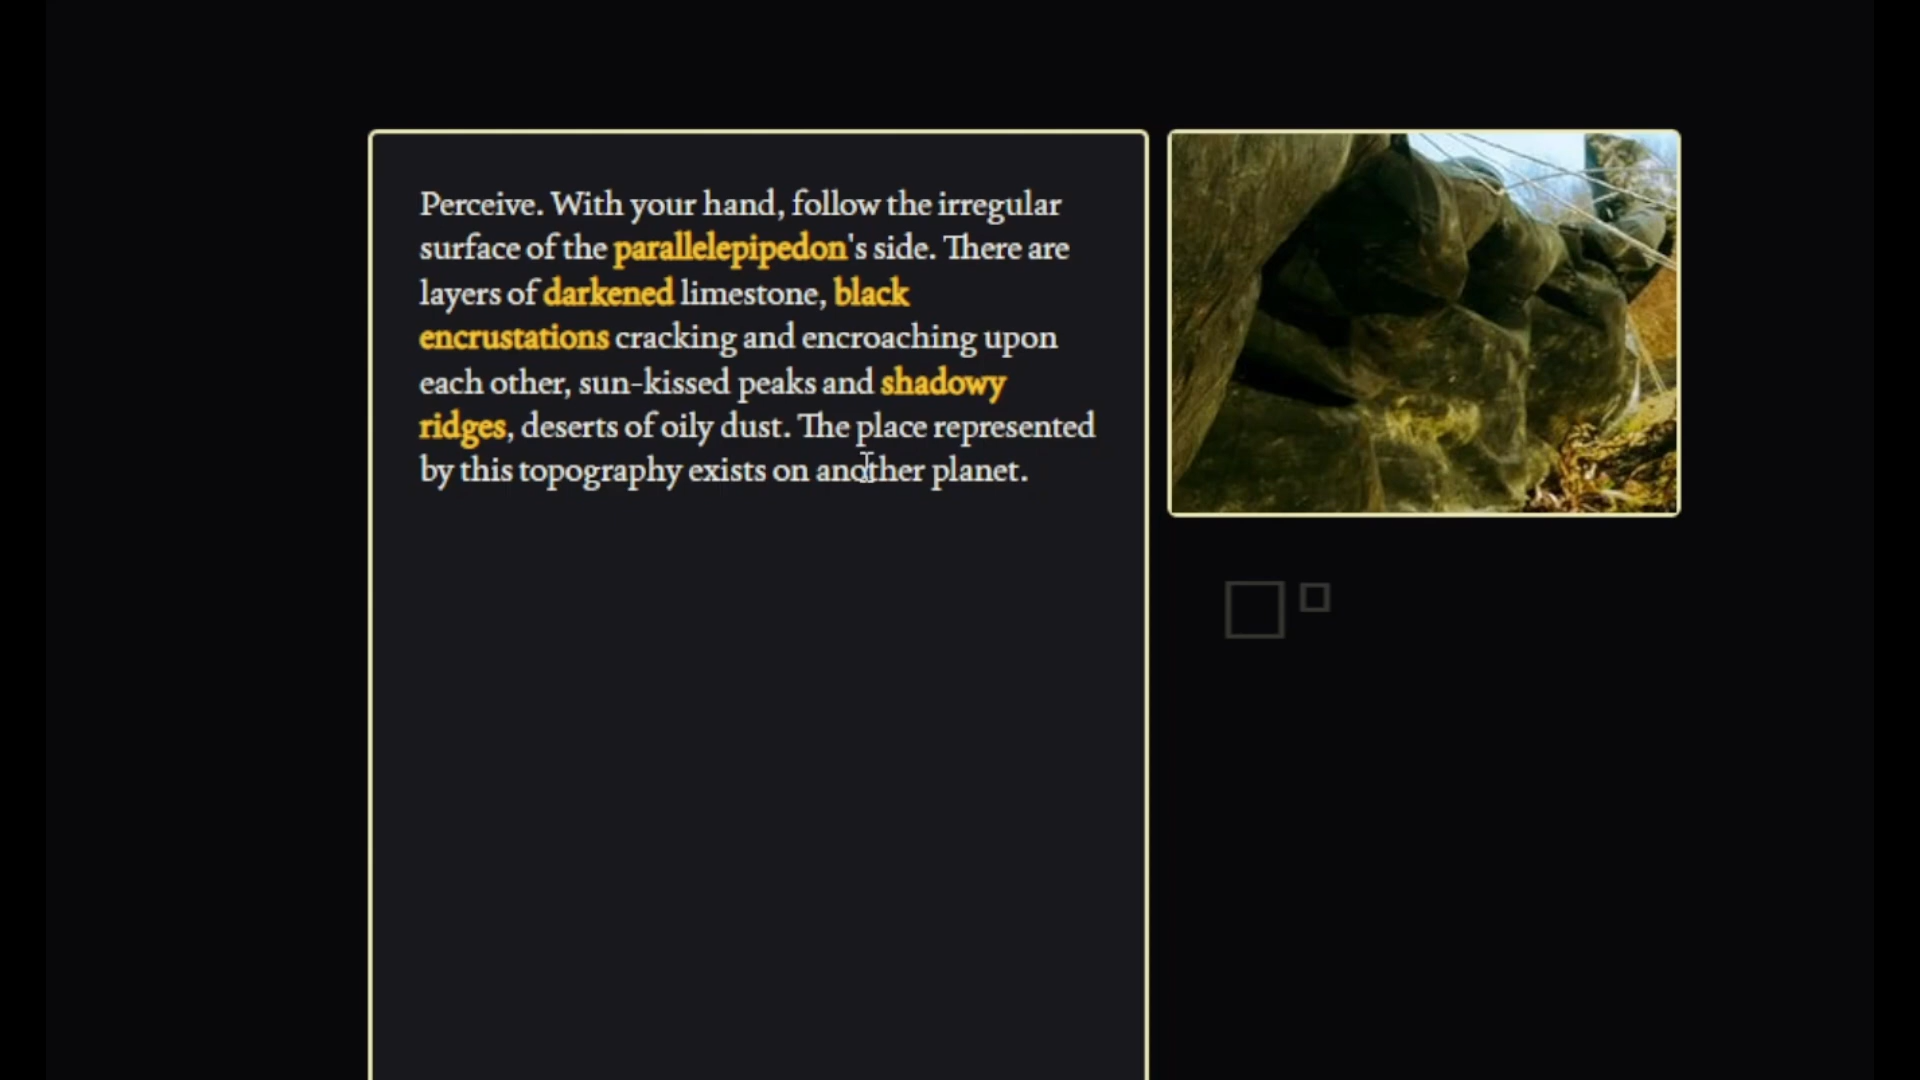 Perceive. With your hand, follow the irregular
surface of the parallelepipedon's side. There are
layers of darkened limestone, black
encrustations cracking and encroaching upon
each other, sun-kissed peaks and shadowy
ridges, deserts of oily dust. The place represented
by this topography exists on another planet.